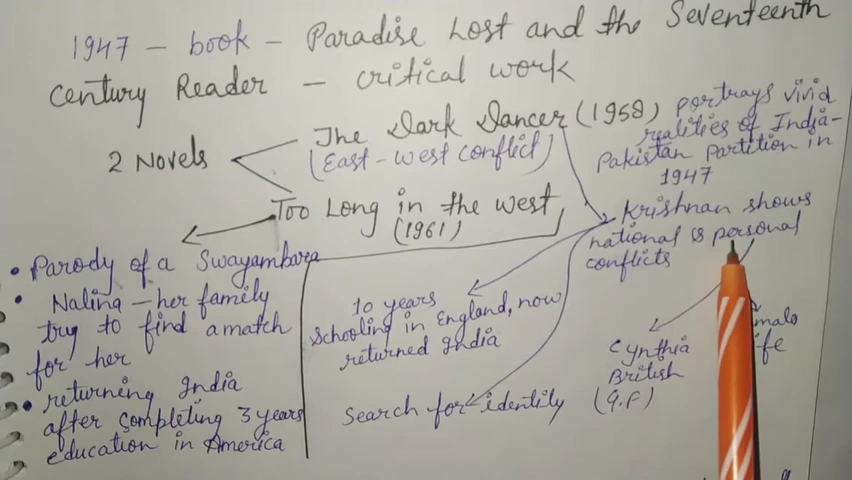 1947 - book - Paradise Lost and the Seventeenth
Century Reader - critical work
2 Novels
The Dark Dancer (1958)
(East-west conflict)
portrays vivid
realities of India-
Pakistan partition in
1947
Too Long in the west
(1961)
Krishnan shows
national is personal
conflicts
• Parody of a Swayambara
• Nalina - her family
try to find a match
for her
• returning India
after completing 3 years
education in America
10 years
schooling in England, now
returned India
Search for identity
Cynthia
British
(G.F)